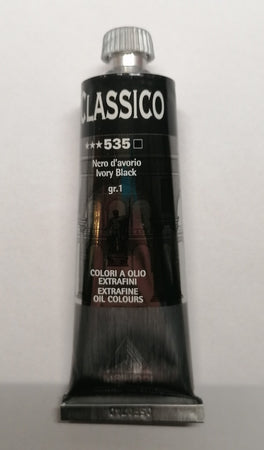 CLASSICO
★★★535□
Nero d'avorio
Ivory Black
gr.1
COLORI A OLIO
EXTRAFINI
EXTRAFINE
OIL COLOURS